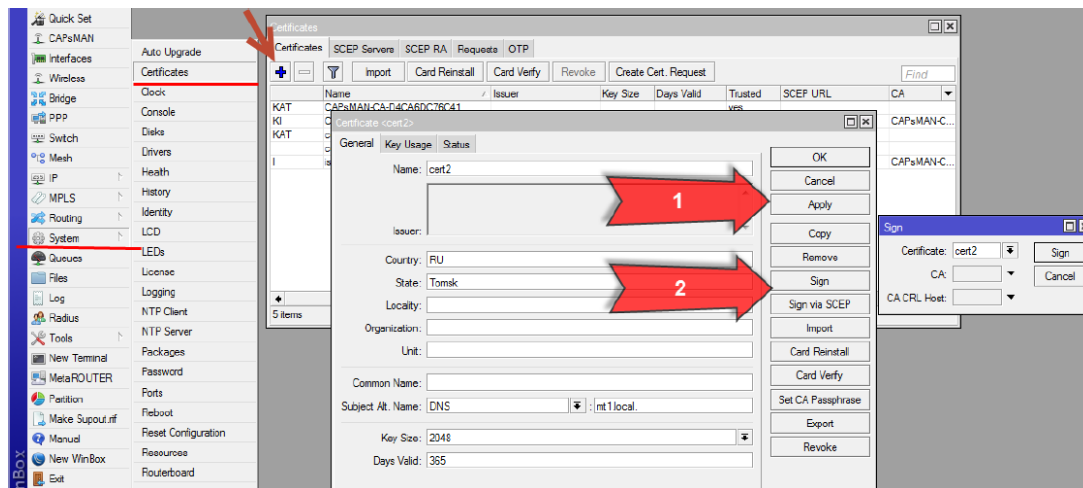 Quick Set
CAPsMAN
Interfaces
Wireless
Bridge
PPP
Switch
Mesh
IP
MPLS
Routing
System
Queues
Files
Log
Radius
Tools
New Terminal
MetaROUTER
Partition
Make Supout.rif
Manual
New WinBox
Exit
nBox
Auto Upgrade
Certificates
Clock
Console
Disks
Drivers
Health
History
Identity
LCD
LEDs
License
Logging
NTP Client
NTP Server
Packages
Password
Ports
Reboot
Reset Configuration
Resources
Routerboard
Certificates
Certificates SCEP Servers SCEP RA Requests OTP
Import Card Reinstall Card Verify Revoke Create Cert. Request Find
Name / Issuer Key Size Days Valid Trusted SCEP URL CA
KAT CAPsMAN-CA-D4CA6DC76C41 yes
KI CAPsMAN-C...
KAT
I CAPsMAN-C...
5 items
Certificate <cert2>
General Key Usage Status
Name: cert2
Issuer:
Country: RU
State: Tomsk
Locality:
Organization:
Unit:
Common Name:
Subject Alt. Name: DNS : mt1.local.
Key Size: 2048
Days Valid: 365
OK
Cancel
Apply
Copy
Remove
Sign
Sign via SCEP
Import
Card Reinstall
Card Verify
Set CA Passphrase
Export
Revoke
1
2
Sign
Certificate: cert2 Sign
CA: Cancel
CA CRL Host: